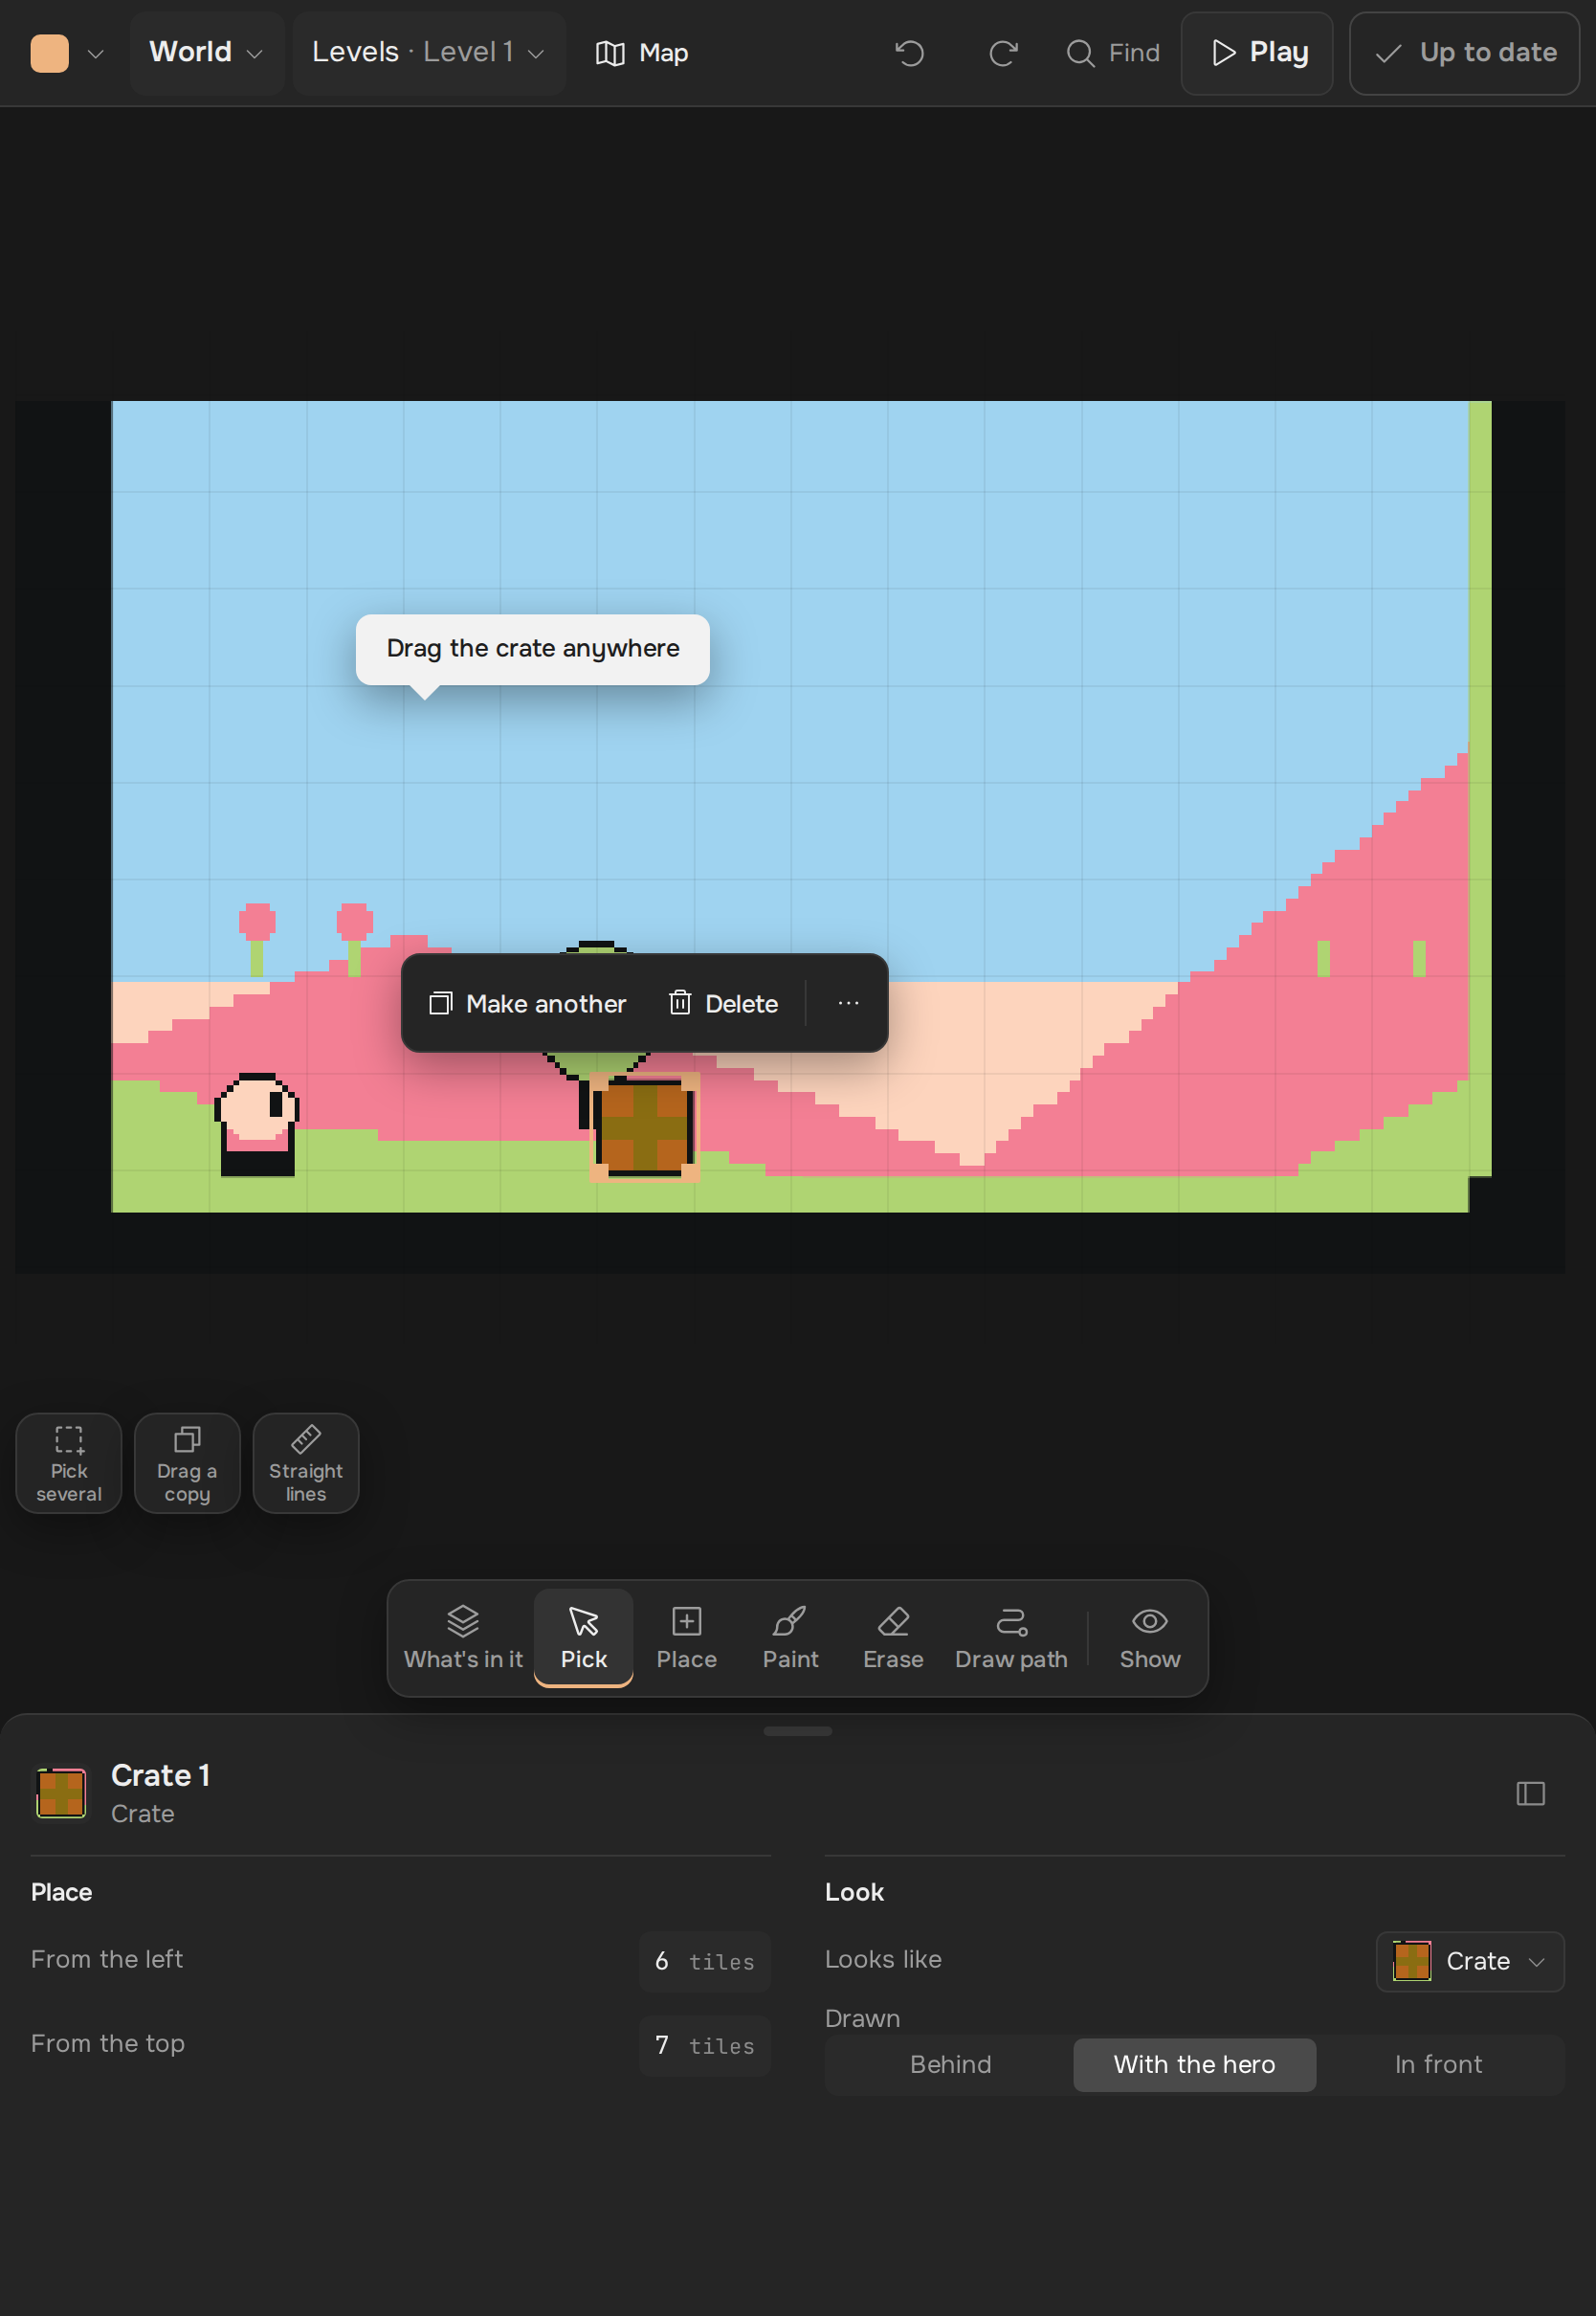 World
Levels · Level 1
Map
Find
Play
Up to date
Drag the crate anywhere
Make another
Delete
Pick several
Drag a copy
Straight lines
What's in it
Pick
Place
Paint
Erase
Draw path
Show
Crate 1
Crate
Place
From the left
6 tiles
From the top
7 tiles
Look
Looks like
Crate
Drawn
Behind
With the hero
In front